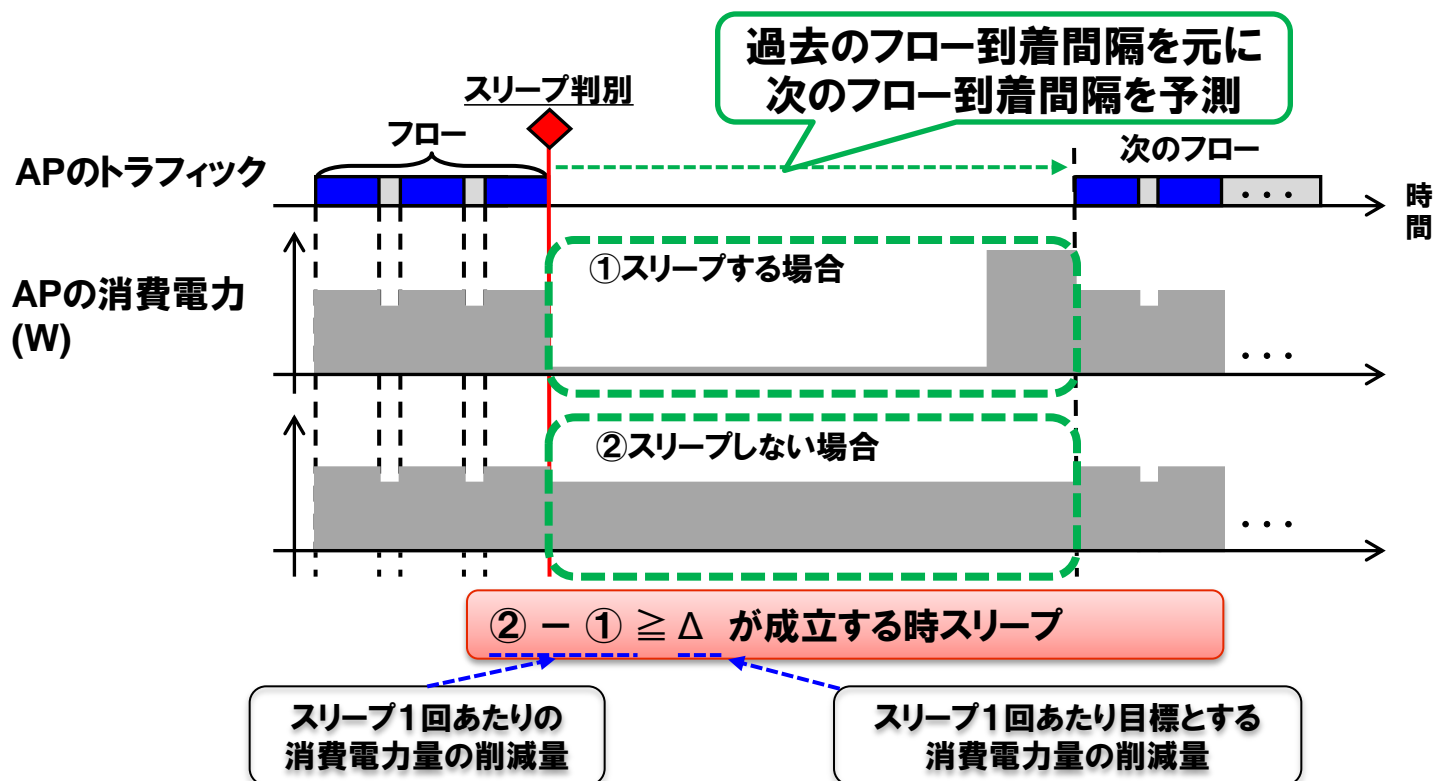 過去のフロー到着間隔を元に
次のフロー到着間隔を予測
スリープ判別
フロー
次のフロー
APのトラフィック
・・・
時
間
①スリープする場合
APの消費電力
(W)
・・・
②スリープしない場合
・・・
② － ① ≧ Δ が成立する時スリープ
スリープ１回あたりの
消費電力量の削減量
スリープ１回あたり目標とする
消費電力量の削減量